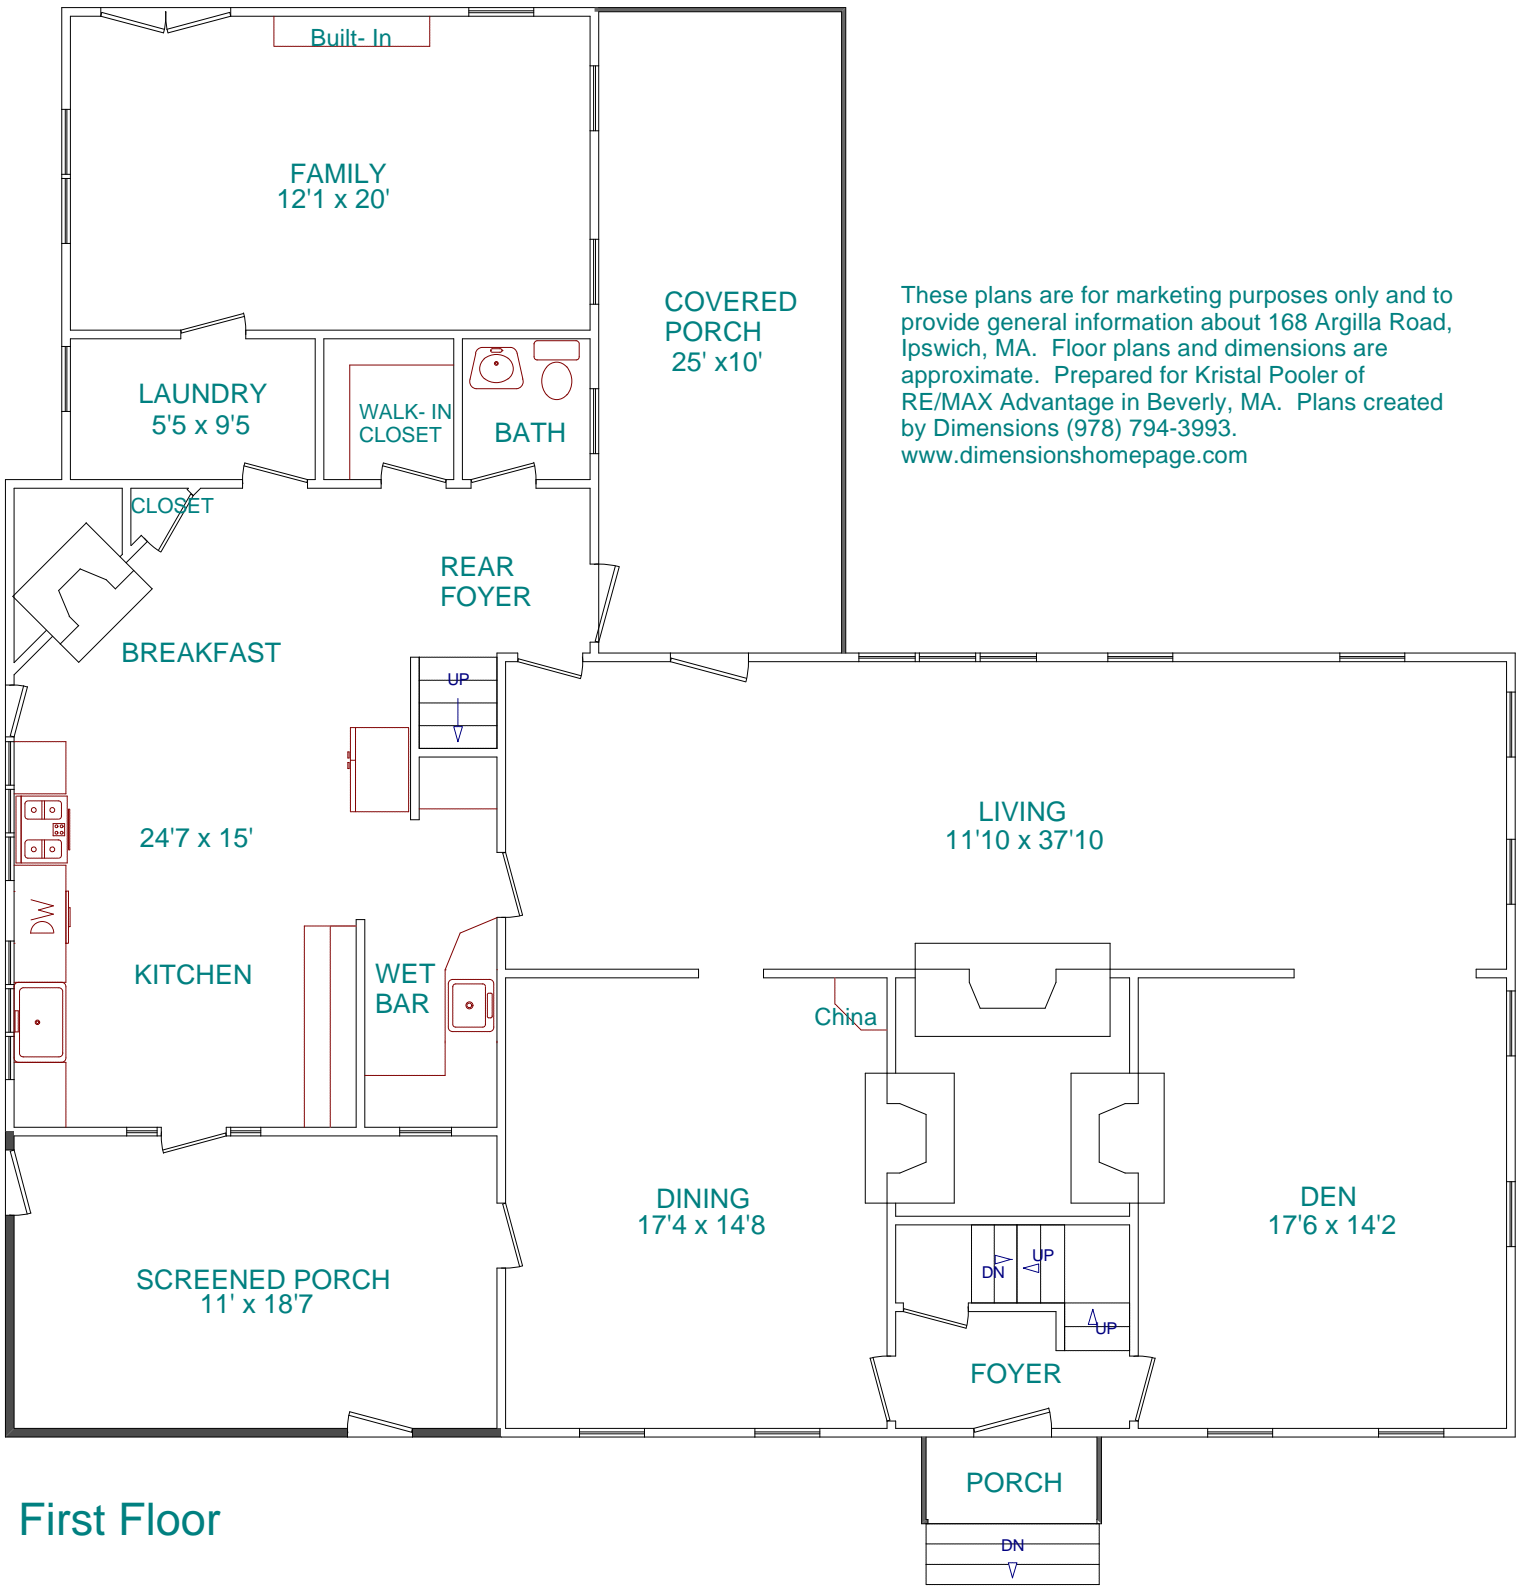 Built- In
FAMILY
12'1 x 20'
COVERED
PORCH
25' x10'
These plans are for marketing purposes only and to
provide general information about 168 Argilla Road,
Ipswich, MA.  Floor plans and dimensions are
approximate.  Prepared for Kristal Pooler of
RE/MAX Advantage in Beverly, MA.  Plans created
by Dimensions (978) 794-3993.
www.dimensionshomepage.com
LAUNDRY
5'5 x 9'5
WALK- IN
CLOSET
BATH
CLOSET
REAR
FOYER
BREAKFAST
UP
24'7 x 15'
LIVING
11'10 x 37'10
DW
KITCHEN
WET
BAR
China
DINING
17'4 x 14'8
DEN
17'6 x 14'2
SCREENED PORCH
11' x 18'7
DN
UP
UP
FOYER
PORCH
DN
First Floor